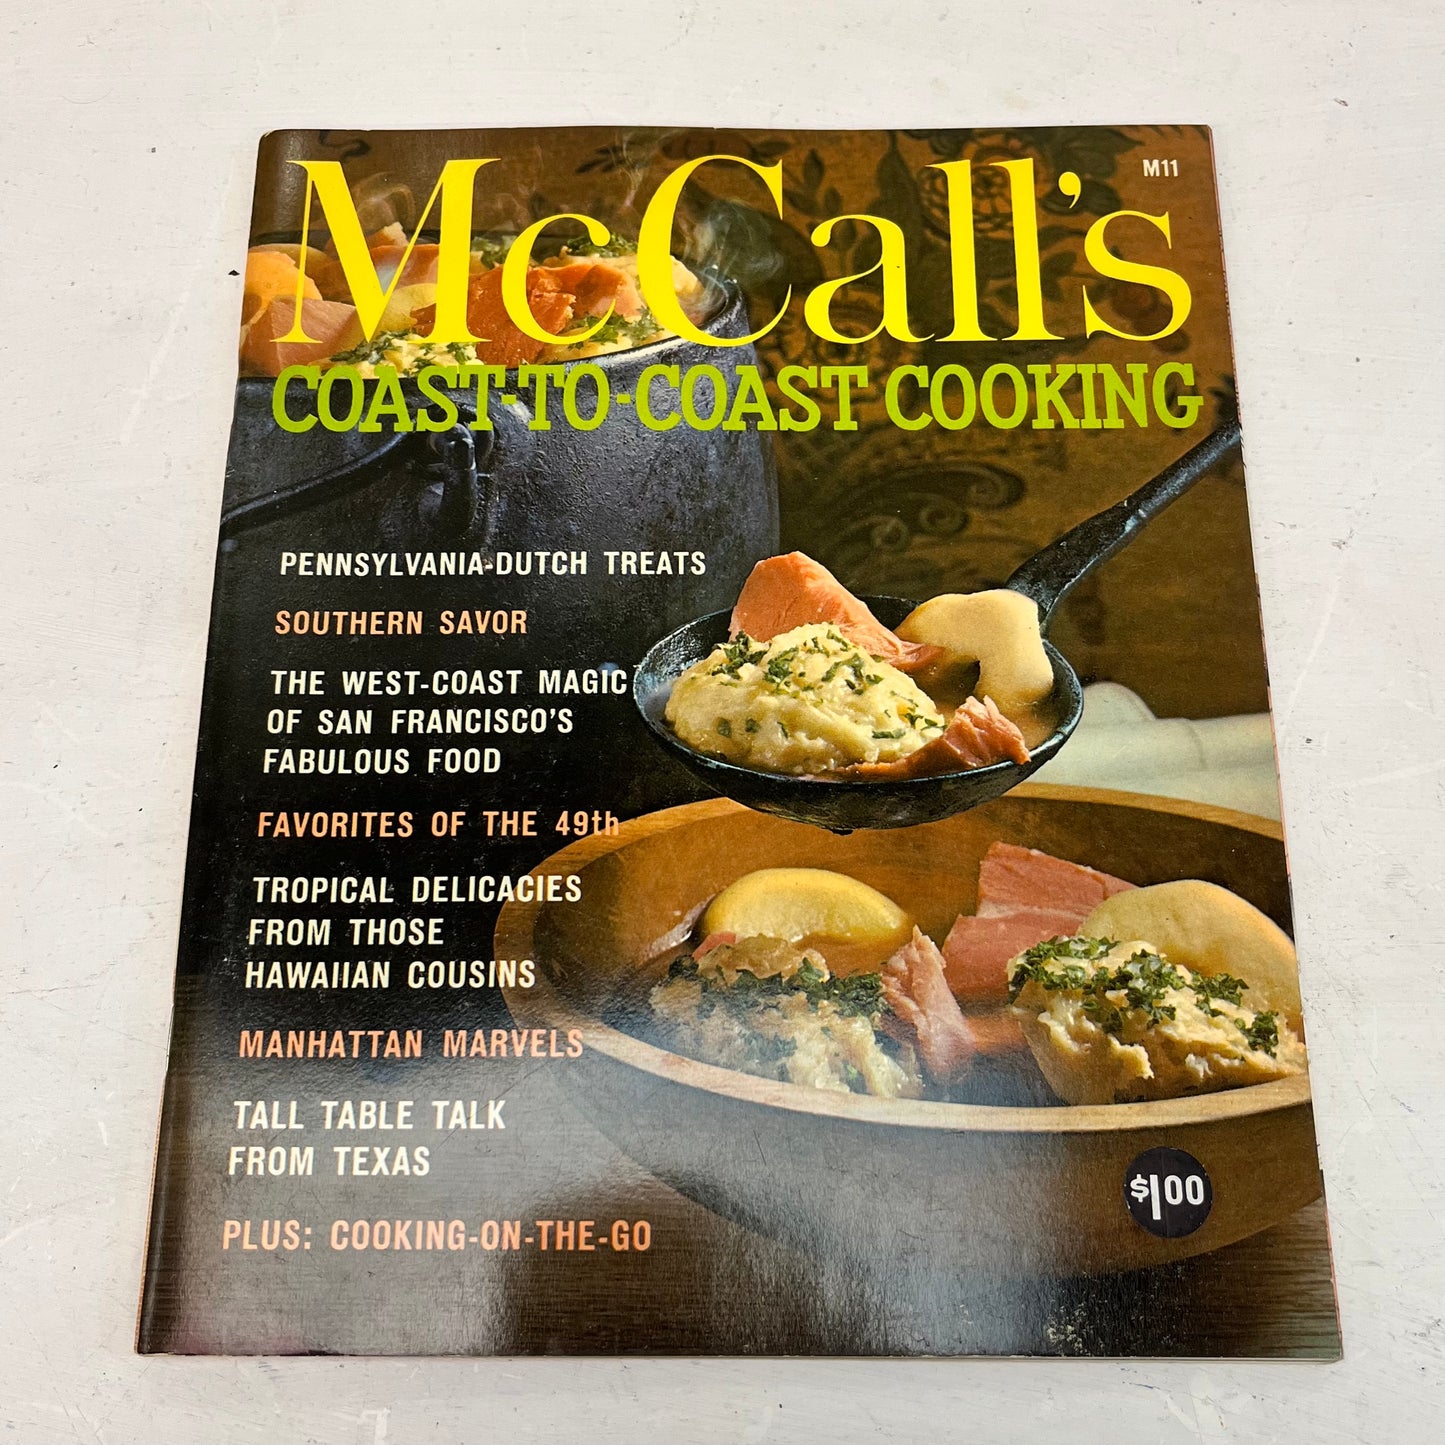 McCall's
M11
COAST-TO-COAST COOKING
PENNSYLVANIA-DUTCH TREATS
SOUTHERN SAVOR
THE WEST-COAST MAGIC
OF SAN FRANCISCO'S
FABULOUS FOOD
FAVORITES OF THE 49th
TROPICAL DELICACIES
FROM THOSE
HAWAIIAN COUSINS
MANHATTAN MARVELS
TALL TABLE TALK
FROM TEXAS
$1.00
PLUS: COOKING-ON-THE-GO